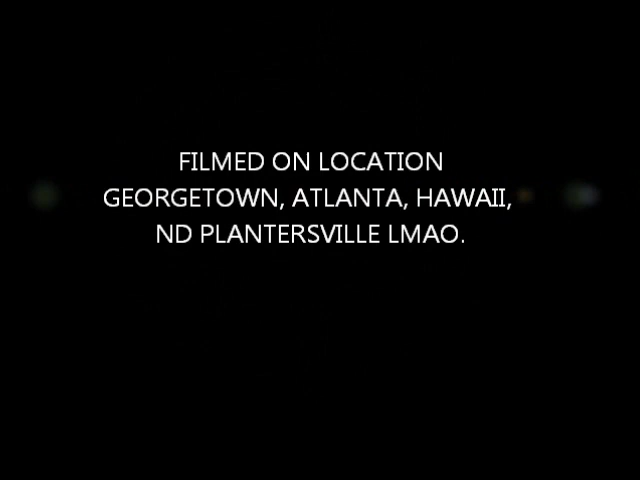 FILMED ON LOCATION
GEORGETOWN, ATLANTA, HAWAII,
ND PLANTERSVILLE LMAO.